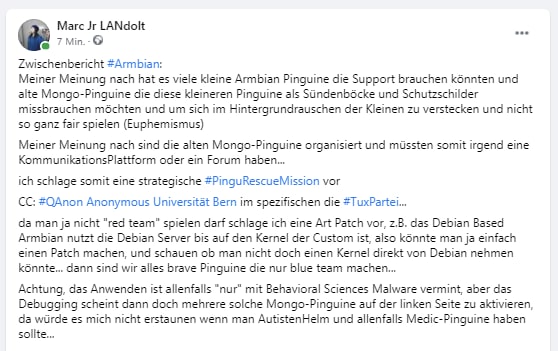 Marc Jr LANdolt
7 Min. ·
Zwischenbericht #Armbian:
Meiner Meinung nach hat es viele kleine Armbian Pinguine die Support brauchen könnten und
alte Mongo-Pinguine die diese kleineren Pinguine als Sündenböcke und Schutzschilder
missbrauchen möchten und um sich im Hintergrundrauschen der Kleinen zu verstecken und nicht
so ganz fair spielen (Euphemismus)
Meiner Meinung nach sind die alten Mongo-Pinguine organisiert und müssten somit irgend eine
KommunikationsPlattform oder ein Forum haben...
ich schlage somit eine strategische #PinguRescueMission vor
CC: #QAnon Anonymous Universität Bern im spezifischen die #TuxPartei...
da man ja nicht "red team" spielen darf schlage ich eine Art Patch vor, z.B. das Debian Based
Armbian nutzt die Debian Server bis auf den Kernel der Custom ist, also könnte man ja einfach
einen Patch machen, und schauen ob man nicht doch einen Kernel direkt von Debian nehmen
könnte... dann sind wir alles brave Pinguine die nur blue team machen...
Achtung, das Anwenden ist allenfalls "nur" mit Behavioral Sciences Malware vermint, aber das
Debugging scheint dann doch mehrere solche Mongo-Pinguine auf der linken Seite zu aktivieren,
da würde es mich nicht erstaunen wenn man AutistenHelm und allenfalls Medic-Pinguine haben
sollte...